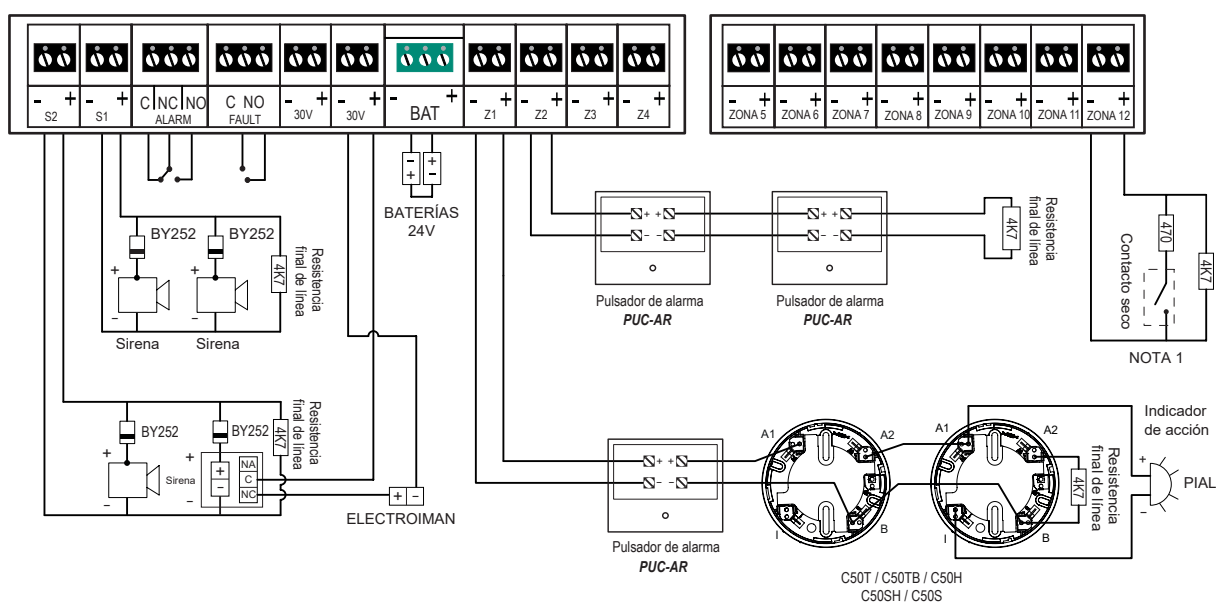 - +
S2
- +
S1
C NC NO
ALARM
C NO
FAULT
- +
30V
- +
30V
- +
BAT
- +
Z1
- +
Z2
- +
Z3
- +
Z4
- +
ZONA 5
- +
ZONA 6
- +
ZONA 7
- +
ZONA 8
- +
ZONA 9
- +
ZONA 10
- +
ZONA 11
- +
ZONA 12
- +
+ -
BATERÍAS
24V
BY252
BY252
+
-
Sirena
Sirena
4K7
Resistencia
final de línea
+ +
- -
Pulsador de alarma
PUC-AR
+ +
- -
Pulsador de alarma
PUC-AR
4K7
Resistencia
final de línea
470
Contacto seco
4K7
NOTA 1
BY252
BY252
+
-
+
Sirena
-
+
-
NA
C
NC
4K7
Resistencia
final de línea
+ -
ELECTROIMAN
+ +
- -
Pulsador de alarma
PUC-AR
A1
A2
I
B
A1
A2
I
B
C50T / C50TB / C50H
C50SH / C50S
4K7
Resistencia
final de línea
Indicador
de acción
+
-
PIAL